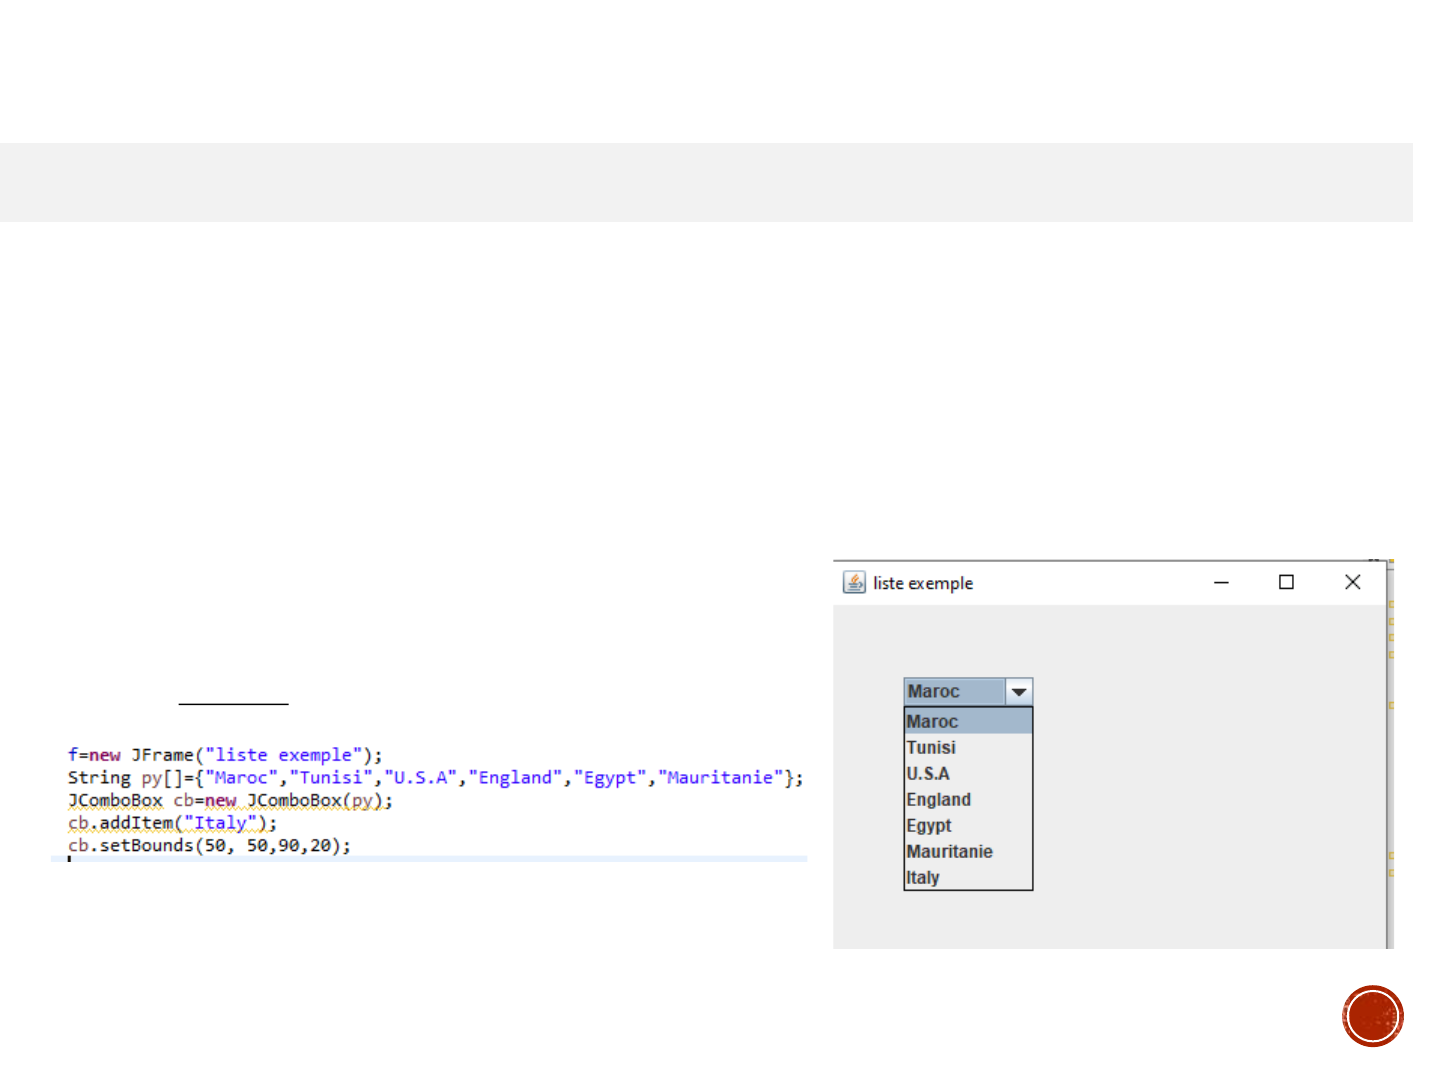 f=new JFrame("liste exemple");
String py[]={"Maroc","Tunisi","U.S.A","England","Egypt","Mauritanie"};
JComboBox cb=new JComboBox(py);
cb.addItem("Italy");
cb.setBounds(50, 50,90,20);
liste exemple
Maroc
Maroc
Tunisi
U.S.A
England
Egypt
Mauritanie
Italy